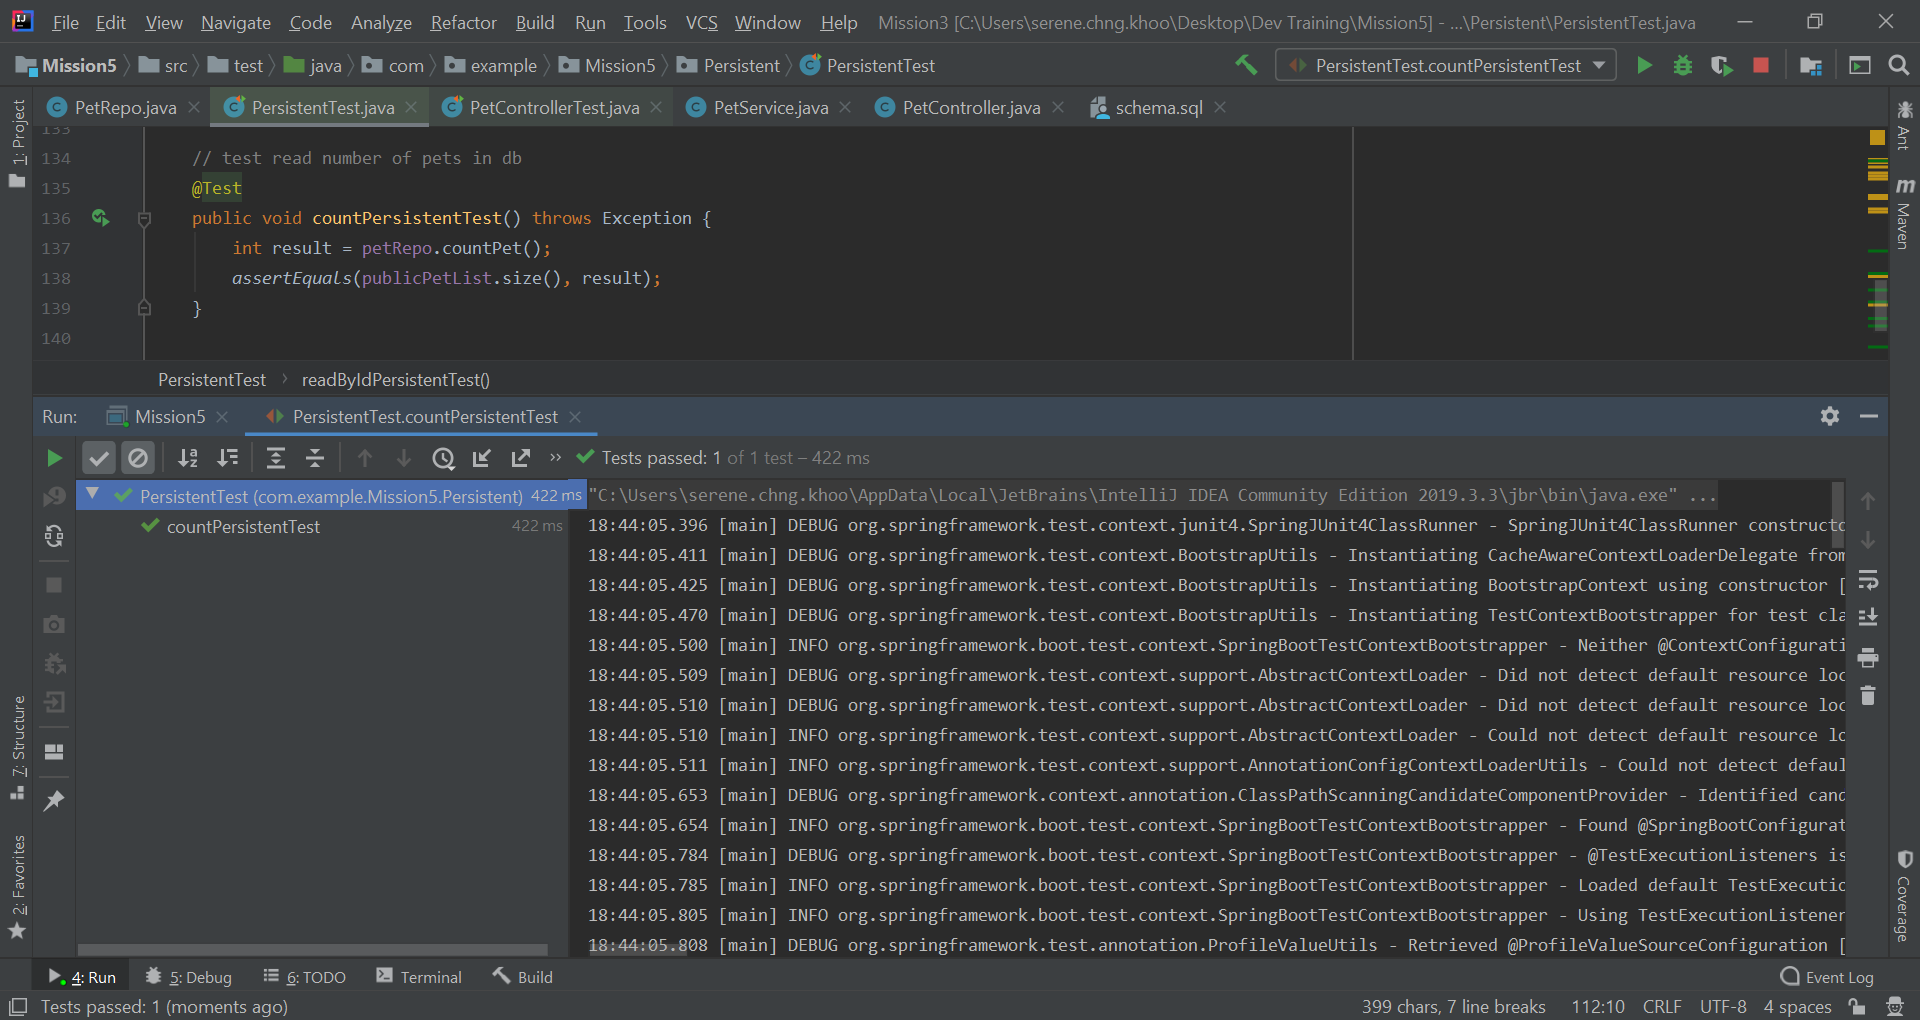 File Edit View Navigate Code Analyze Refactor Build Run Tools VCS Window Help Mission3 [C:\Users\serene.chng.khoo\Desktop\Dev Training\Mission5] - ...\Persistent\PersistentTest.java
Mission5 src test java com example Mission5 Persistent PersistentTest PersistentTest.countPersistentTest
PetRepo.java PersistentTest.java PetControllerTest.java PetService.java PetController.java schema.sql
1: Project
Ant
Maven
133
134 // test read number of pets in db
135 @Test
136 public void countPersistentTest() throws Exception {
137 int result = petRepo.countPet();
138 assertEquals(publicPetList.size(), result);
139 }
140
PersistentTest readByIdPersistentTest()
Run: Mission5 PersistentTest.countPersistentTest
Tests passed: 1 of 1 test – 422 ms
PersistentTest (com.example.Mission5.Persistent) 422 ms
countPersistentTest 422 ms
"C:\Users\serene.chng.khoo\AppData\Local\JetBrains\IntelliJ IDEA Community Edition 2019.3.3\jbr\bin\java.exe" ...
18:44:05.396 [main] DEBUG org.springframework.test.context.junit4.SpringJUnit4ClassRunner - SpringJUnit4ClassRunner constructo
18:44:05.411 [main] DEBUG org.springframework.test.context.BootstrapUtils - Instantiating CacheAwareContextLoaderDelegate from
18:44:05.425 [main] DEBUG org.springframework.test.context.BootstrapUtils - Instantiating BootstrapContext using constructor [
18:44:05.470 [main] DEBUG org.springframework.test.context.BootstrapUtils - Instantiating TestContextBootstrapper for test cla
18:44:05.500 [main] INFO org.springframework.boot.test.context.SpringBootTestContextBootstrapper - Neither @ContextConfigurati
18:44:05.509 [main] DEBUG org.springframework.test.context.support.AbstractContextLoader - Did not detect default resource loc
18:44:05.510 [main] DEBUG org.springframework.test.context.support.AbstractContextLoader - Did not detect default resource loc
18:44:05.510 [main] INFO org.springframework.test.context.support.AbstractContextLoader - Could not detect default resource lo
18:44:05.511 [main] INFO org.springframework.test.context.support.AnnotationConfigContextLoaderUtils - Could not detect defaul
18:44:05.653 [main] DEBUG org.springframework.context.annotation.ClassPathScanningCandidateComponentProvider - Identified cand
18:44:05.654 [main] INFO org.springframework.boot.test.context.SpringBootTestContextBootstrapper - Found @SpringBootConfigurat
18:44:05.784 [main] DEBUG org.springframework.boot.test.context.SpringBootTestContextBootstrapper - @TestExecutionListeners is
18:44:05.785 [main] INFO org.springframework.boot.test.context.SpringBootTestContextBootstrapper - Loaded default TestExecutio
18:44:05.805 [main] INFO org.springframework.boot.test.context.SpringBootTestContextBootstrapper - Using TestExecutionListener
18:44:05.808 [main] DEBUG org.springframework.test.annotation.ProfileValueUtils - Retrieved @ProfileValueSourceConfiguration [
7: Structure
2: Favorites
Coverage
4: Run 5: Debug 6: TODO Terminal Build Event Log
Tests passed: 1 (moments ago) 399 chars, 7 line breaks 112:10 CRLF UTF-8 4 spaces